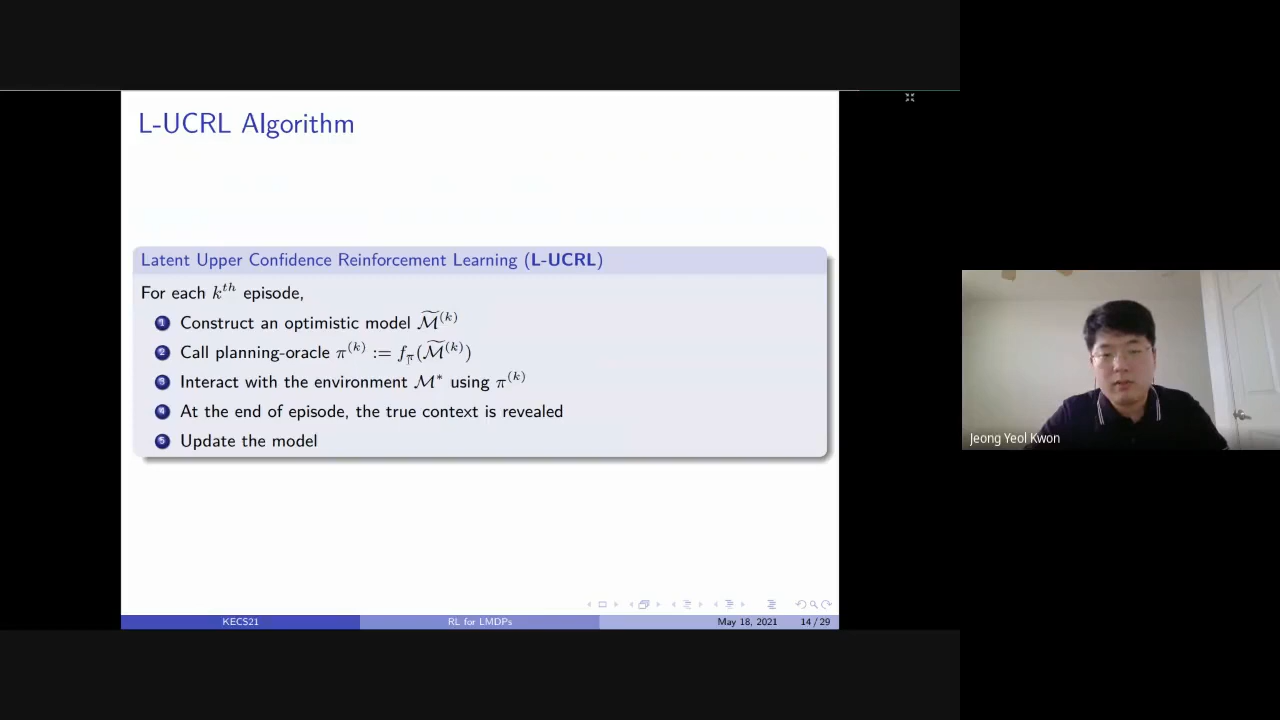 L-UCRL Algorithm
Latent Upper Confidence Reinforcement Learning (L-UCRL)
For each $k^{th}$ episode,
1 Construct an optimistic model $\widetilde{\mathcal{M}}^{(k)}$
2 Call planning-oracle $\pi^{(k)} := f_{\overline{\pi}}(\widetilde{\mathcal{M}}^{(k)})$
3 Interact with the environment $\mathcal{M}^*$ using $\pi^{(k)}$
4 At the end of episode, the true context is revealed
5 Update the model
Jeong Yeol Kwon
KECS21 RL for LMDPs May 18, 2021 14 / 29